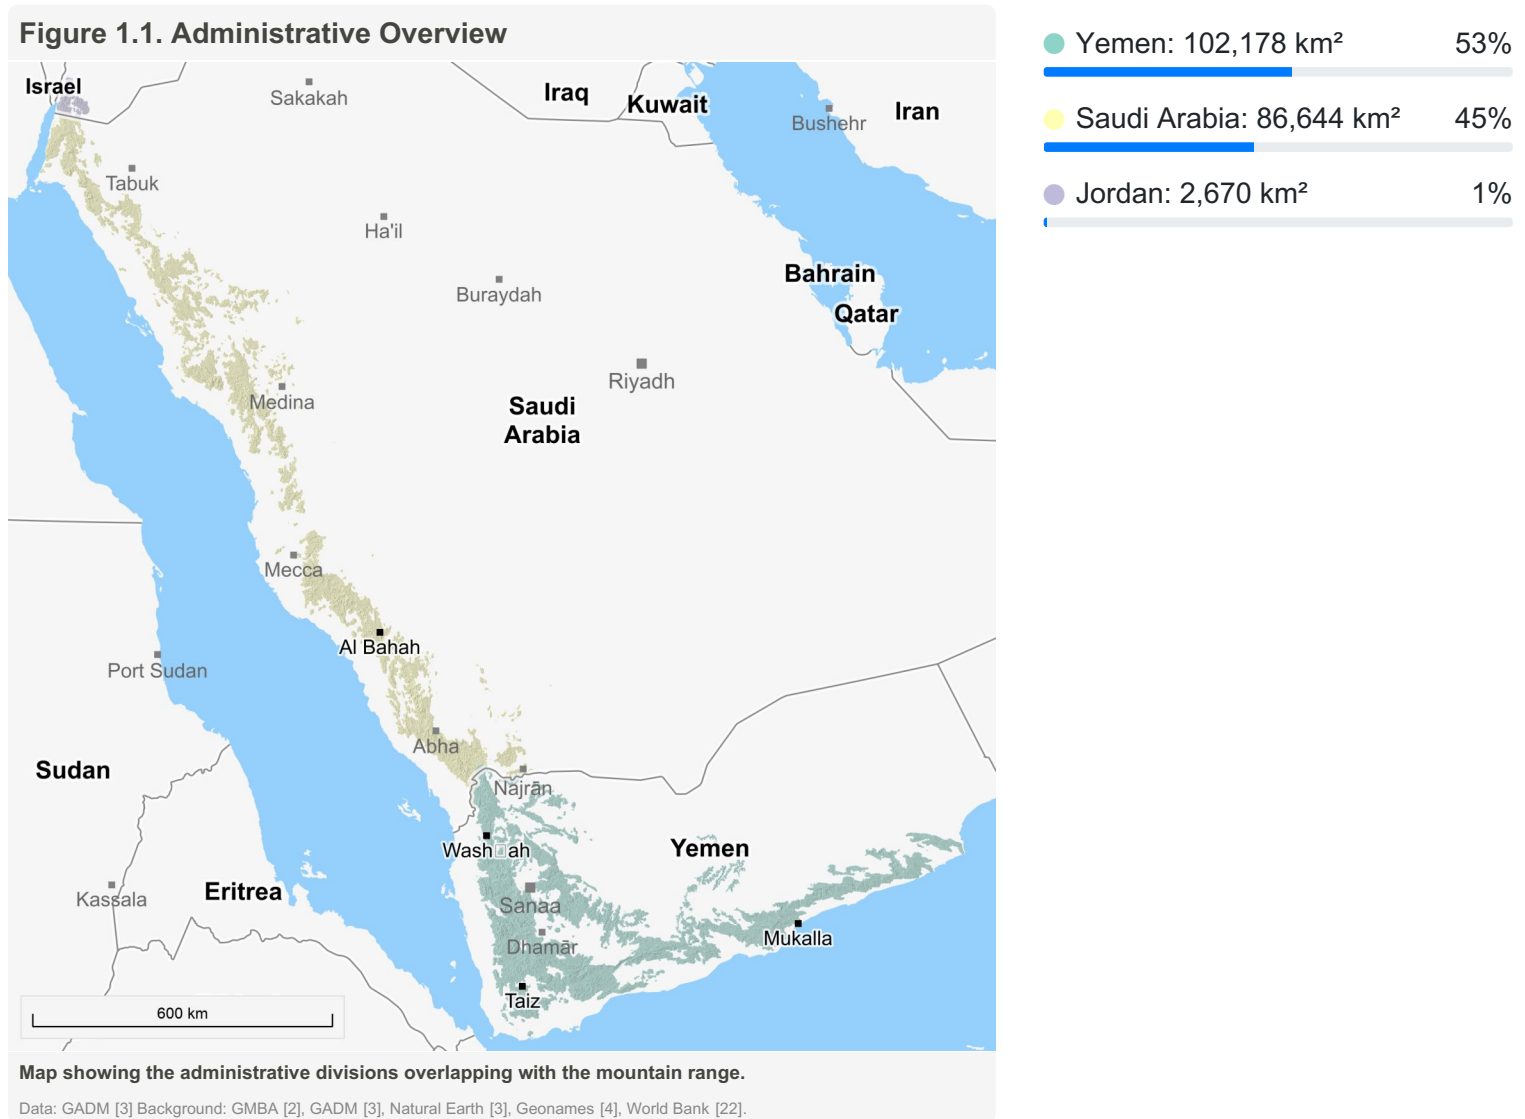 Figure 1.1. Administrative Overview
Israel
Sakakah
Iraq
Kuwait
Bushehr
Iran
Tabuk
Ha'il
Buraydah
Bahrain
Qatar
Riyadh
Medina
Saudi
Arabia
Mecca
Al Bahah
Port Sudan
Abha
Sudan
Najrān
Wash□ah
Yemen
Kassala
Eritrea
Sanaa
Dhamār
Mukalla
Taiz
600 km
Map showing the administrative divisions overlapping with the mountain range.
Data: GADM [3] Background: GMBA [2], GADM [3], Natural Earth [3], Geonames [4], World Bank [22].
Yemen: 102,178 km² 53%
Saudi Arabia: 86,644 km² 45%
Jordan: 2,670 km² 1%